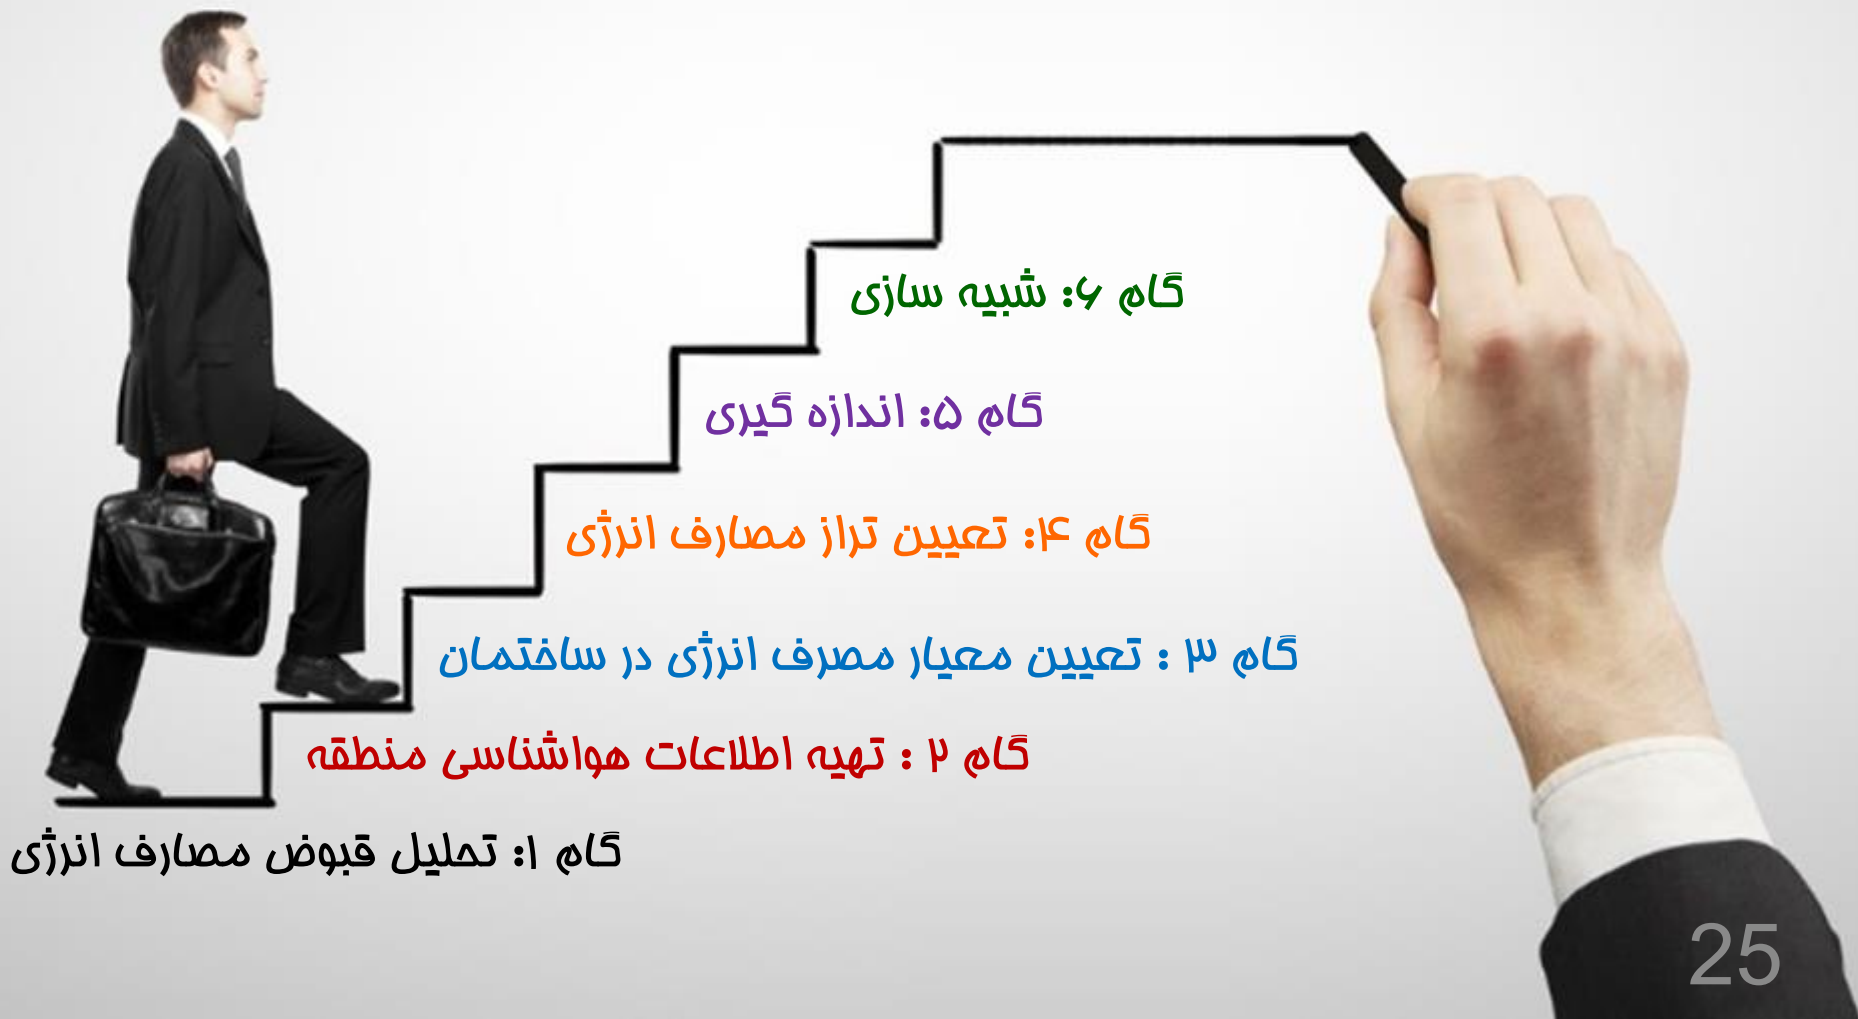 گام ۶: شبیه سازی
گام ۵: اندازه گیری
گام ۴: تعیین تراز مصارف انرژی
گام ۳ : تعیین معیار مصرف انرژی در ساختمان
گام ۲ : تهیه اطلاعات هواشناسی منطقه
گام ۱: تحلیل قبوض مصارف انرژی
25